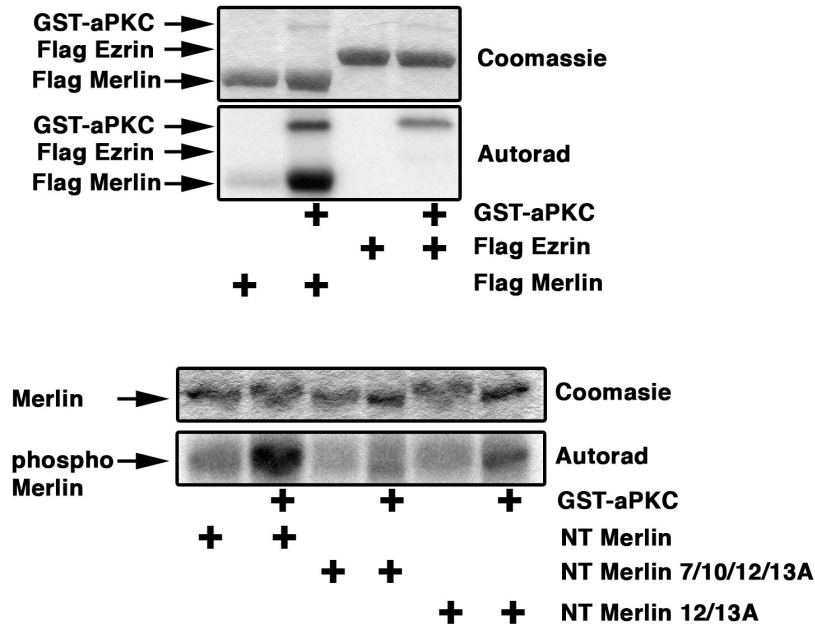 GST-aPKC
Flag Ezrin
Flag Merlin
Coomassie
GST-aPKC
Flag Ezrin
Flag Merlin
Autorad
+ + GST-aPKC
+ + Flag Ezrin
+ + Flag Merlin
Merlin
Coomasie
phospho
Merlin
Autorad
+ + + GST-aPKC
+ + NT Merlin
+ + NT Merlin 7/10/12/13A
+ + NT Merlin 12/13A